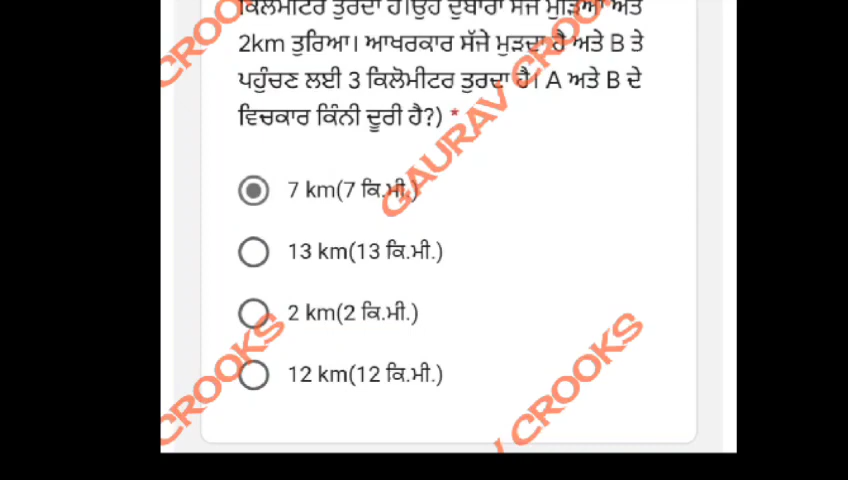 ਕਿਲੋਮੀਟਰ ਤੁਰਦਾ ਹੈ।ਉਹ ਦੁਬਾਰਾ ਸੱਜੇ ਮੁੜਿਆ ਅਤੇ
2km ਤੁਰਿਆ। ਆਖਰਕਾਰ ਸੱਜੇ ਮੁੜਦਾ ਹੈ ਅਤੇ B ਤੇ
ਪਹੁੰਚਣ ਲਈ 3 ਕਿਲੋਮੀਟਰ ਤੁਰਦਾ ਹੈ। A ਅਤੇ B ਦੇ
ਵਿਚਕਾਰ ਕਿੰਨੀ ਦੂਰੀ ਹੈ?) *
7 km(7 ਕਿ.ਮੀ.)
13 km(13 ਕਿ.ਮੀ.)
2 km(2 ਕਿ.ਮੀ.)
12 km(12 ਕਿ.ਮੀ.)
CROOKS
GAURAV CROOKS
CROOKS
CROOKS